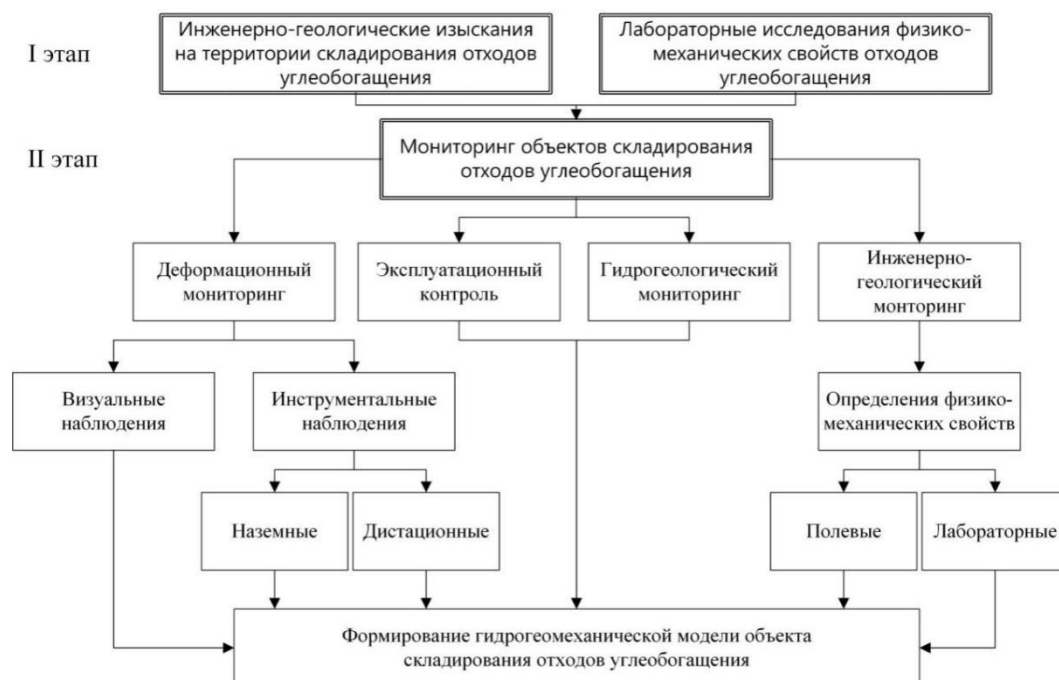 I этап
Инженерно-геологические изыскания
на территории складирования отходов
углеобогащения
Лабораторные исследования физико-
механических свойств отходов
углеобогащения
II этап
Мониторинг объектов складирования
отходов углеобогащения
Деформационный
мониторинг
Эксплуатационный
контроль
Гидрогеологический
мониторинг
Инженерно-
геологический
монторинг
Визуальные
наблюдения
Инструментальные
наблюдения
Определения физико-
механических свойств
Наземные
Дистационные
Полевые
Лабораторные
Формирование гидрогеомеханической модели объекта
складирования отходов углеобогащения